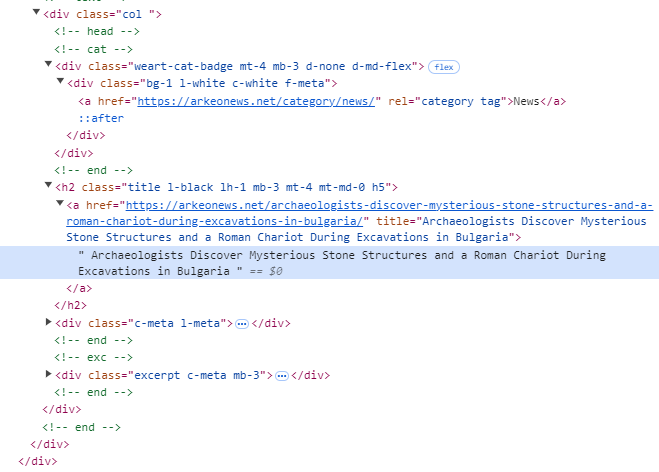 <div class="col ">
<!-- head -->
<!-- cat -->
<div class="weart-cat-badge mt-4 mb-3 d-none d-md-flex"> flex
<div class="bg-1 l-white c-white f-meta">
<a href="https://arkeonews.net/category/news/" rel="category tag">News</a>
::after
</div>
</div>
<!-- end -->
<h2 class="title l-black lh-1 mb-3 mt-4 mt-md-0 h5">
<a href="https://arkeonews.net/archaeologists-discover-mysterious-stone-structures-and-a-
roman-chariot-during-excavations-in-bulgaria/" title="Archaeologists Discover Mysterious
Stone Structures and a Roman Chariot During Excavations in Bulgaria">
" Archaeologists Discover Mysterious Stone Structures and a Roman Chariot During
Excavations in Bulgaria " == $0
</a>
</h2>
<div class="c-meta l-meta"> … </div>
<!-- end -->
<!-- exc -->
<div class="excerpt c-meta mb-3"> … </div>
<!-- end -->
</div>
<!-- end -->
</div>
</div>